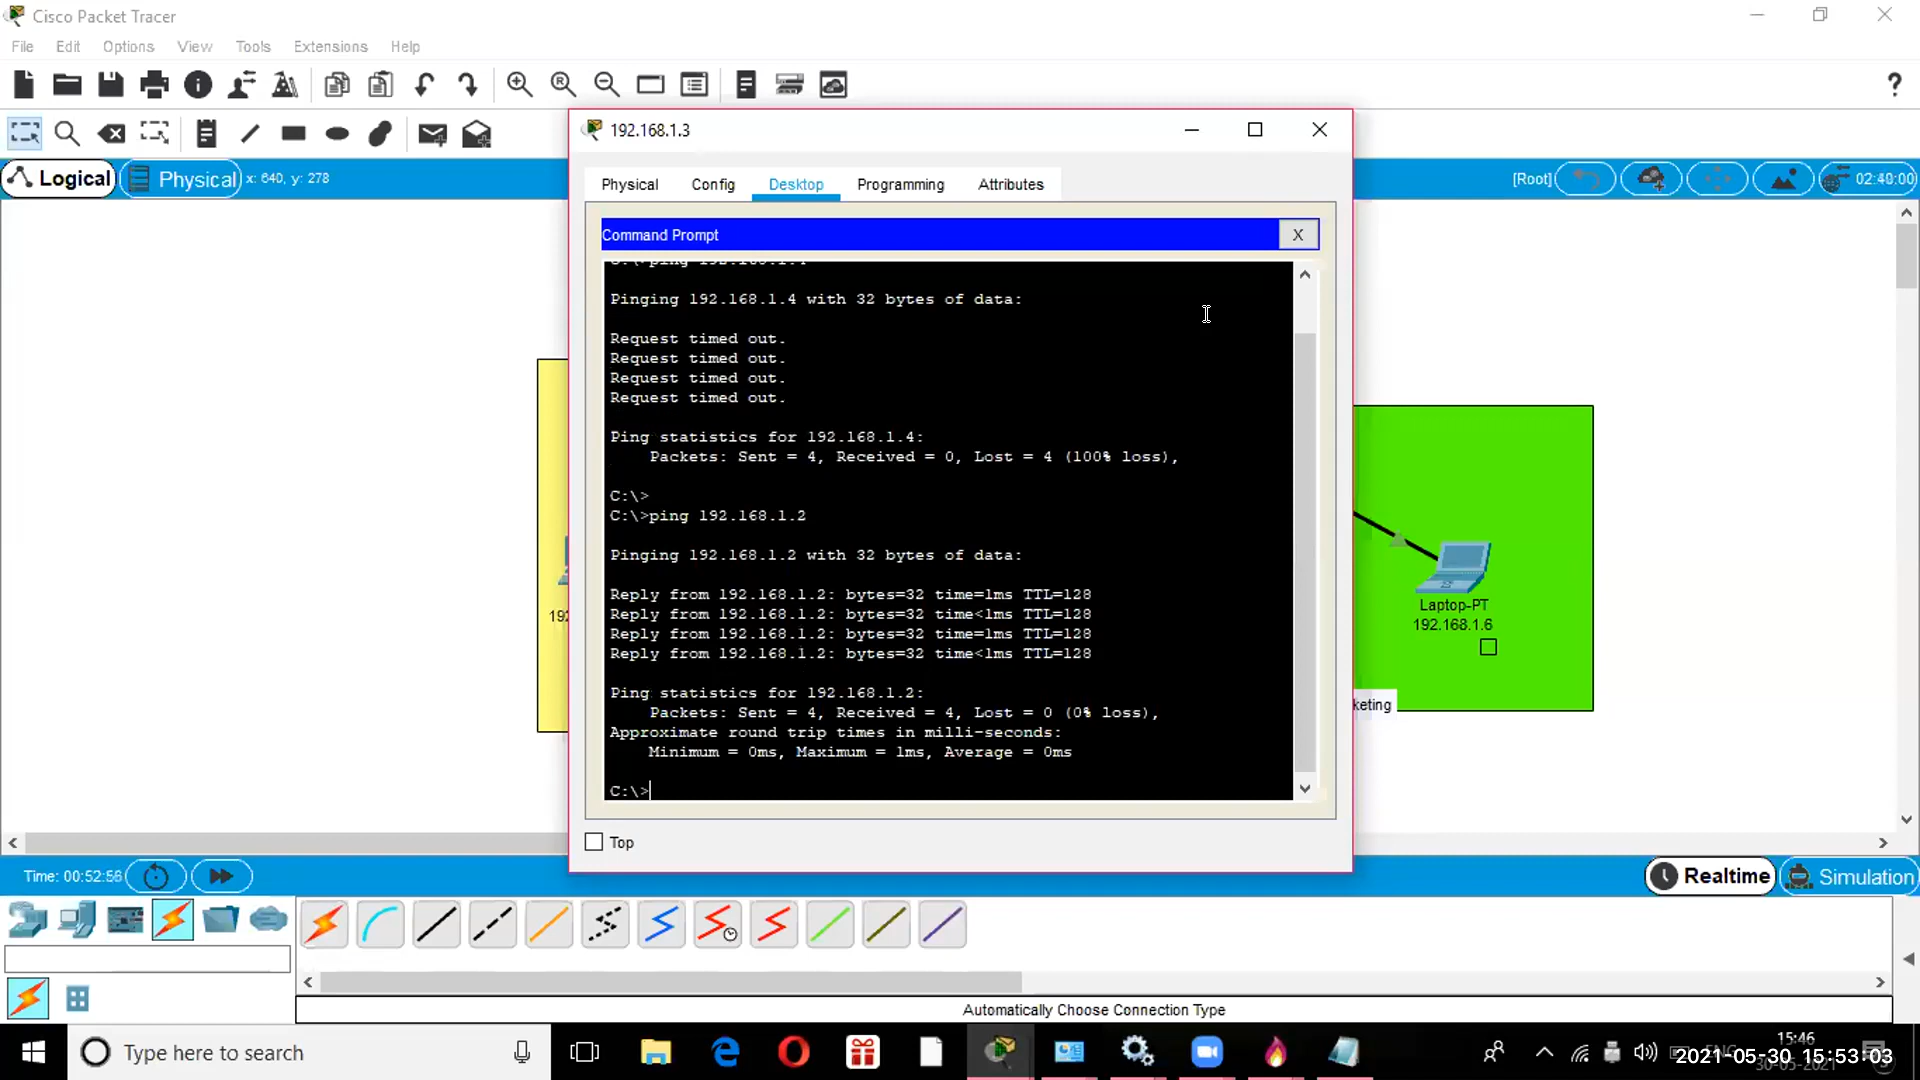 Cisco Packet Tracer
File Edit Options View Tools Extensions Help
192.168.1.3
Logical
Physical
x: 640, y: 278
[Root]
02:40:00
Physical Config Desktop Programming Attributes
Command Prompt
X
C:\>ping 192.168.1.4
Pinging 192.168.1.4 with 32 bytes of data:
Request timed out.
Request timed out.
Request timed out.
Request timed out.
Ping statistics for 192.168.1.4:
Packets: Sent = 4, Received = 0, Lost = 4 (100% loss),
C:\>
C:\>ping 192.168.1.2
Pinging 192.168.1.2 with 32 bytes of data:
Reply from 192.168.1.2: bytes=32 time=1ms TTL=128
Reply from 192.168.1.2: bytes=32 time<1ms TTL=128
Reply from 192.168.1.2: bytes=32 time=1ms TTL=128
Reply from 192.168.1.2: bytes=32 time<1ms TTL=128
Ping statistics for 192.168.1.2:
Packets: Sent = 4, Received = 4, Lost = 0 (0% loss),
Approximate round trip times in milli-seconds:
Minimum = 0ms, Maximum = 1ms, Average = 0ms
C:\>
Top
192
Laptop-PT
192.168.1.6
keting
Time: 00:52:56
Realtime
Simulation
Automatically Choose Connection Type
Type here to search
15:46
2021-05-30 15:53:03